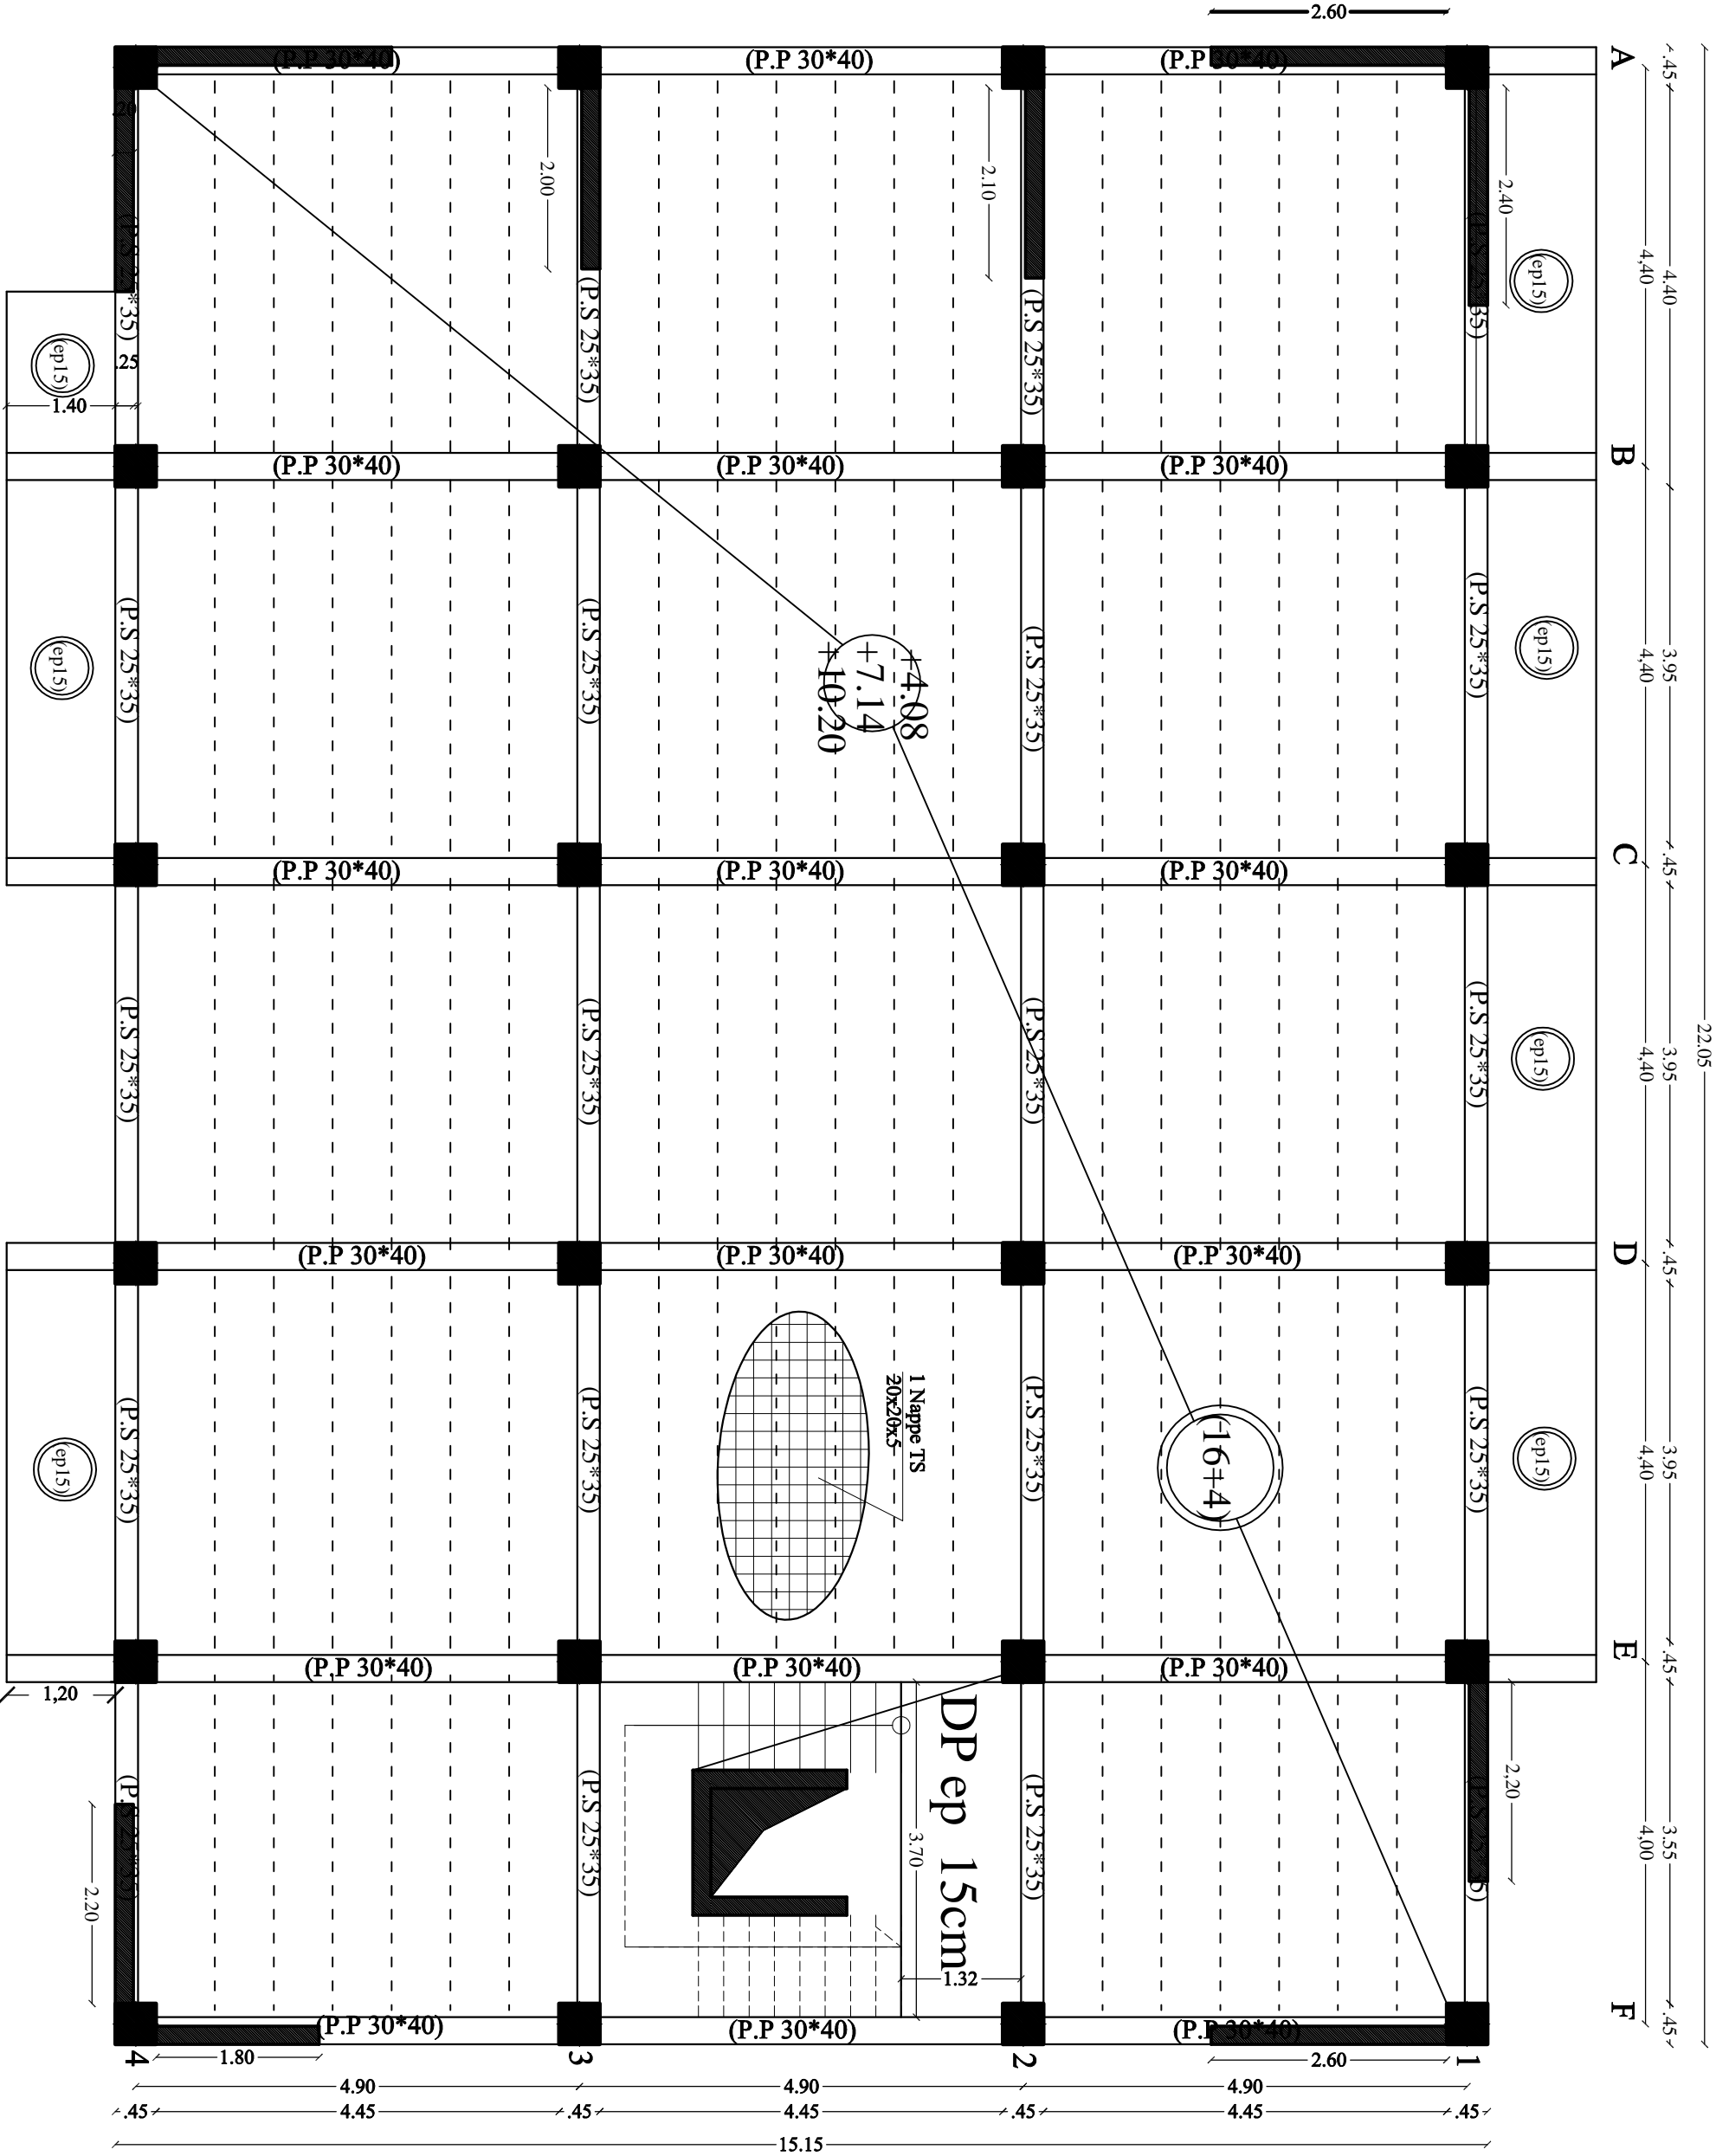 2.60
A
(P.P 30*40)
(P.P 30*40)
(P.P 30*40)
.45
.20
2.00
2.10
2.40
4,40
4.40
(P.S 25*35)
(P.S 25*35)
(P.S 25*35)
(P.S 25*35)
(ep15)
(ep15)
.25
1.40
B
(P.P 30*40)
(P.P 30*40)
(P.P 30*40)
(ep15)
(P.S 25*35)
(P.S 25*35)
(P.S 25*35)
(P.S 25*35)
(ep15)
4,40
3.95
+4.08
+7.14
+10.20
C
.45
(P.P 30*40)
(P.P 30*40)
(P.P 30*40)
(P.S 25*35)
(P.S 25*35)
(P.S 25*35)
(P.S 25*35)
(ep15)
4,40
3.95
22.05
D
.45
(P.P 30*40)
(P.P 30*40)
(P.P 30*40)
(ep15)
(P.S 25*35)
(P.S 25*35)
(P.S 25*35)
(P.S 25*35)
(ep15)
1 Nappe TS
20x20x5
(16+4)
4,40
3.95
E
.45
(P.P 30*40)
(P.P 30*40)
(P.P 30*40)
1,20
DP ep 15cm
3.70
1.32
2,20
2.20
(P.S 25*35)
(P.S 25*35)
(P.S 25*35)
(P.S 25*35)
4,00
3.55
F
.45
(P.P 30*40)
(P.P 30*40)
(P.P 30*40)
4
1.80
3
2
2.60
1
4.90
4.90
4.90
.45
4.45
.45
4.45
.45
4.45
.45
15.15